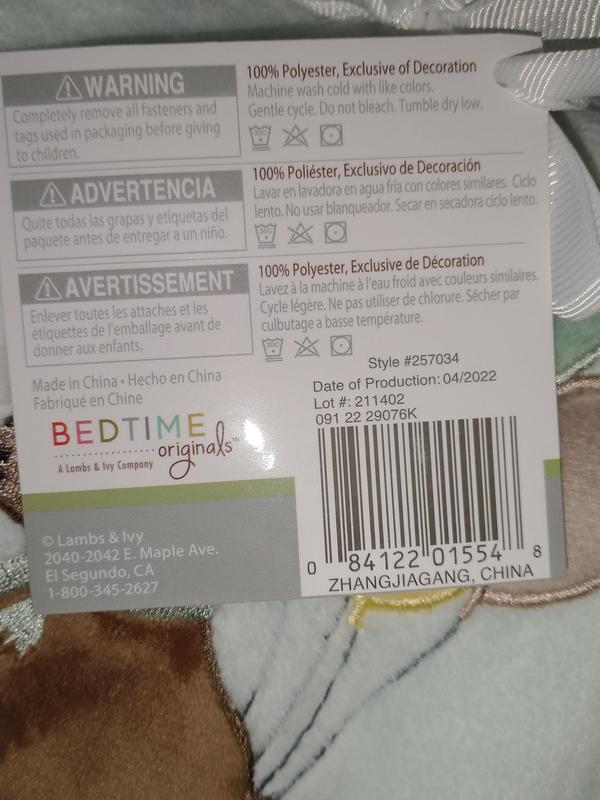 WARNING
Completely remove all fasteners and
tags used in packaging before giving
to children.
100% Polyester, Exclusive of Decoration
Machine wash cold with like colors.
Gentle cycle. Do not bleach. Tumble dry low.
30C
ADVERTENCIA
Quite todas las grapas y etiquetas del
paquete antes de entregar a un niño.
100% Poliéster, Exclusivo de Decoración
Lavar en lavadora en agua fría con colores similares. Ciclo
lento. No usar blanqueador. Secar en secadora ciclo lento.
30C
AVERTISSEMENT
Enlever toutes les attaches et les
étiquettes de l'emballage avant de
donner aux enfants.
100% Polyester, Exclusive de Décoration
Lavez à la machine à l'eau froid avec couleurs similaires.
Cycle légère. Ne pas utiliser de chlorure. Sécher par
culbutage a basse température.
30C
Made in China • Hecho en China
Fabriqué en Chine
BEDTIME
originals™
A Lambs & Ivy Company
Style #257034
Date of Production: 04/2022
Lot #: 211402
091 22 29076K
0 84122 01554 8
ZHANGJIAGANG, CHINA
© Lambs & Ivy
2040-2042 E. Maple Ave.
El Segundo, CA
1-800-345-2627